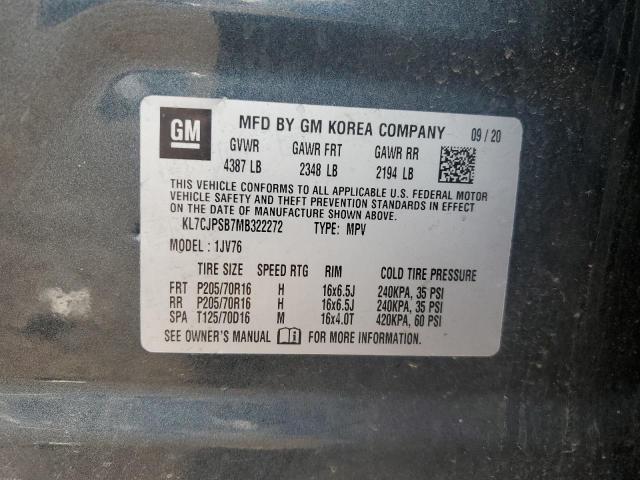 GM
MFD BY GM KOREA COMPANY 09/20
GVWR GAWR FRT GAWR RR
4387 LB 2348 LB 2194 LB
THIS VEHICLE CONFORMS TO ALL APPLICABLE U.S. FEDERAL MOTOR
VEHICLE SAFETY AND THEFT PREVENTION STANDARDS IN EFFECT
ON THE DATE OF MANUFACTURE SHOWN ABOVE.
KL7CJPSB7MB322272 TYPE: MPV
MODEL : 1JV76
TIRE SIZE SPEED RTG RIM COLD TIRE PRESSURE
FRT P205/70R16 H 16x6.5J 240KPA, 35 PSI
RR P205/70R16 H 16x6.5J 240KPA, 35 PSI
SPA T125/70D16 M 16x4.0T 420KPA, 60 PSI
SEE OWNER'S MANUAL i FOR MORE INFORMATION.